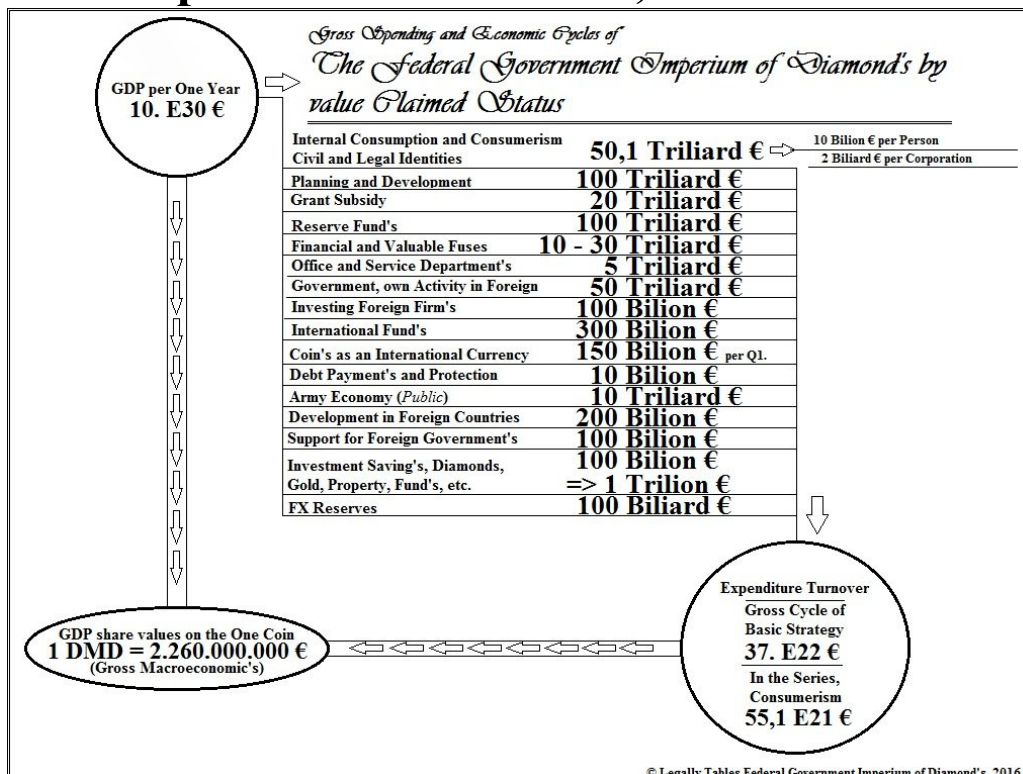 Gross Spending and Economic Cycles of
The Federal Government Imperium of Diamond's by
value Claimed Status
GDP per One Year
10. E30 €
Internal Consumption and Consumerism
Civil and Legal Identities
50,1 Triliard €
10 Bilion € per Person
2 Biliard € per Corporation
Planning and Development 100 Triliard €
Grant Subsidy 20 Triliard €
Reserve Fund's 100 Triliard €
Financial and Valuable Fuses 10 - 30 Triliard €
Office and Service Department's 5 Triliard €
Government, own Activity in Foreign 50 Triliard €
Investing Foreign Firm's 100 Bilion €
International Fund's 300 Bilion €
Coin's as an International Currency 150 Bilion € per Q1.
Debt Payment's and Protection 10 Bilion €
Army Economy (Public) 10 Triliard €
Development in Foreign Countries 200 Bilion €
Support for Foreign Government's 100 Bilion €
Investment Saving's, Diamonds, 100 Bilion €
Gold, Property, Fund's, etc. => 1 Trilion €
FX Reserves 100 Biliard €
Expenditure Turnover
Gross Cycle of
Basic Strategy
37. E22 €
In the Series,
Consumerism
55,1 E21 €
GDP share values on the One Coin
1 DMD = 2.260.000.000 €
(Gross Macroeconomic's)
© Legally Tables Federal Government Imperium of Diamond's, 2016